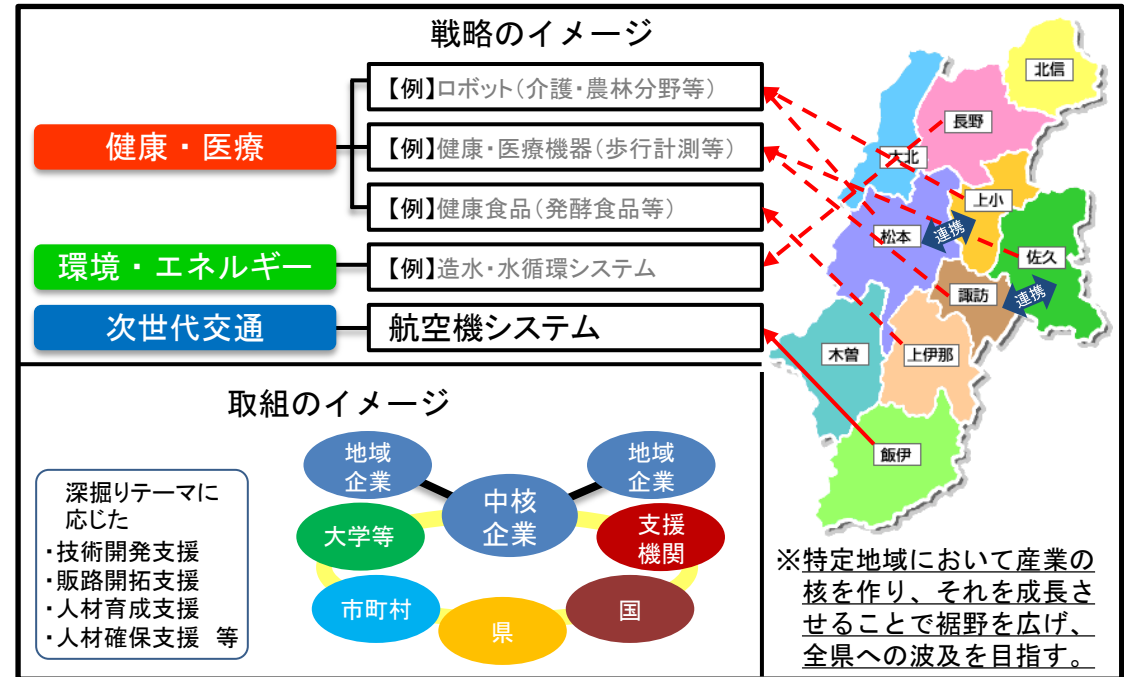 戦略のイメージ
健康・医療
【例】ロボット（介護・農林分野等）
【例】健康・医療機器（歩行計測等）
【例】健康食品（発酵食品等）
環境・エネルギー
【例】造水・水循環システム
次世代交通
航空機システム
北信
長野
大北
上小
松本
連携
佐久
諏訪
連携
木曽
上伊那
飯伊
取組のイメージ
深掘りテーマに
応じた
・技術開発支援
・販路開拓支援
・人材育成支援
・人材確保支援　等
地域
企業
地域
企業
中核
企業
大学等
支援
機関
市町村
県
国
※特定地域において産業の
核を作り、それを成長さ
せることで裾野を広げ、
全県への波及を目指す。